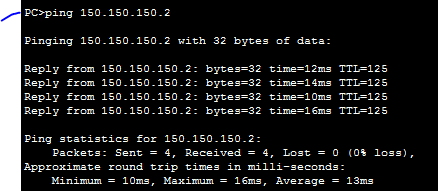 PC>ping 150.150.150.2
Pinging 150.150.150.2 with 32 bytes of data:
Reply from 150.150.150.2: bytes=32 time=12ms TTL=125
Reply from 150.150.150.2: bytes=32 time=14ms TTL=125
Reply from 150.150.150.2: bytes=32 time=10ms TTL=125
Reply from 150.150.150.2: bytes=32 time=16ms TTL=125
Ping statistics for 150.150.150.2:
    Packets: Sent = 4, Received = 4, Lost = 0 (0% loss),
Approximate round trip times in milli-seconds:
    Minimum = 10ms, Maximum = 16ms, Average = 13ms